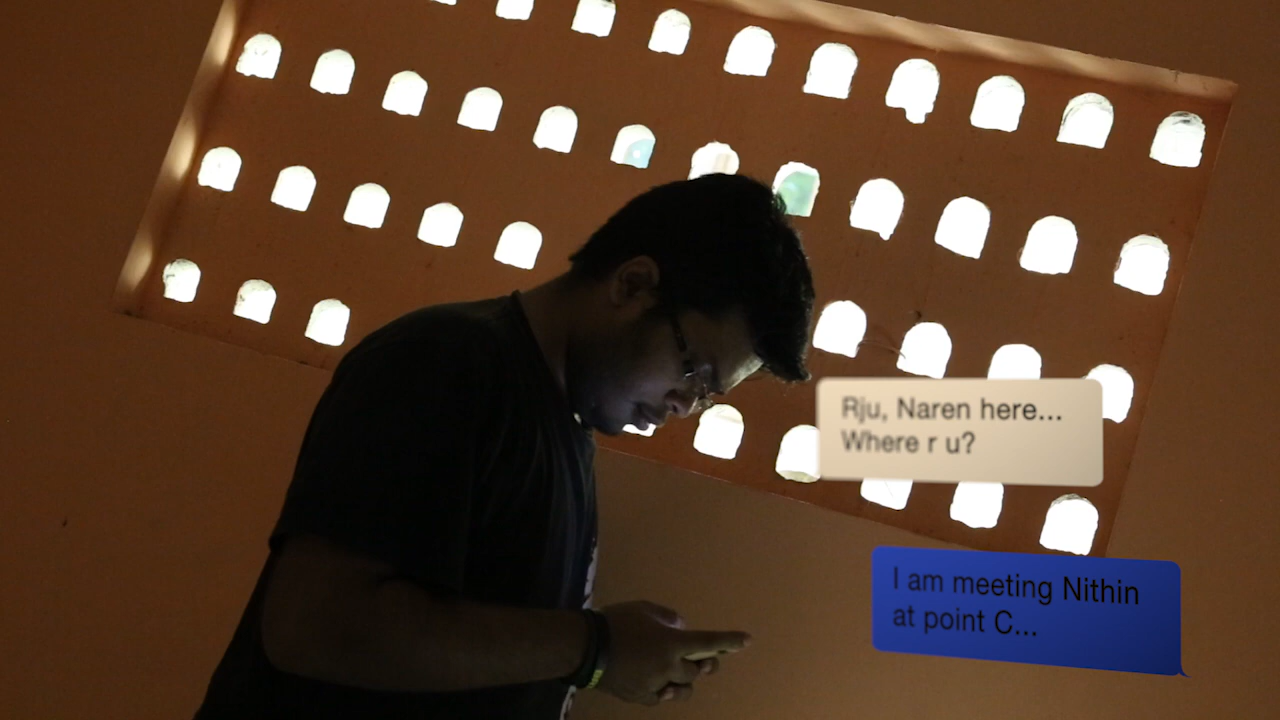 Rju, Naren here...
Where r u?
I am meeting Nithin
at point C...